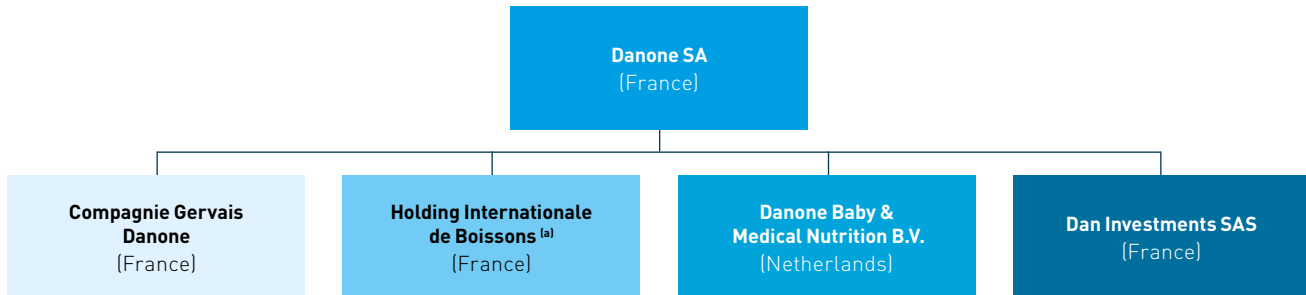 Danone SA
(France)
Compagnie Gervais
Danone
(France)
Holding Internationale
de Boissons (a)
(France)
Danone Baby &
Medical Nutrition B.V.
(Netherlands)
Dan Investments SAS
(France)